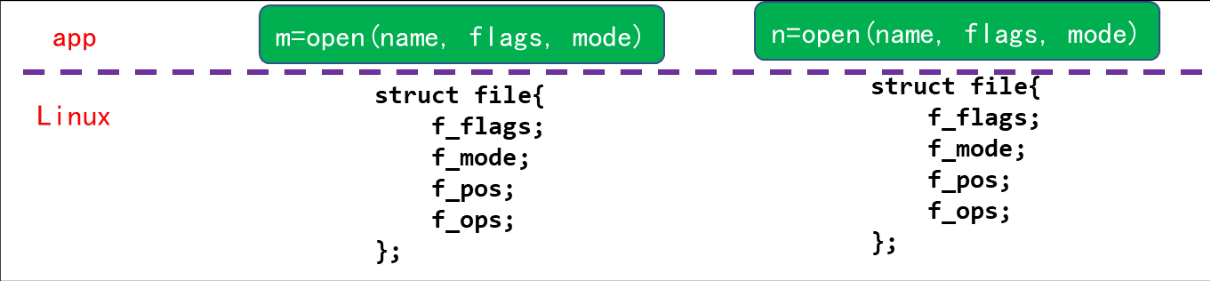 app
m=open(name, flags, mode)
n=open(name, flags, mode)
Linux
struct file{
f_flags;
f_mode;
f_pos;
f_ops;
};
struct file{
f_flags;
f_mode;
f_pos;
f_ops;
};